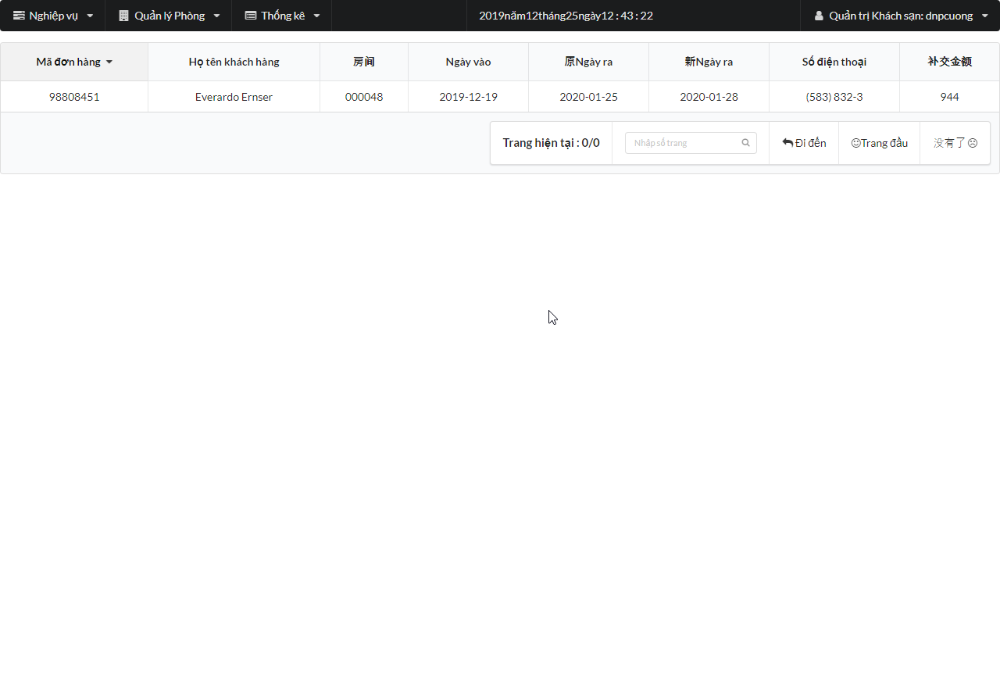 Nghiệp vụ Quản lý Phòng Thống kê 2019năm12tháng25ngày12 : 43 : 22 Quản trị Khách sạn: dnpcuong
Mã đơn hàng Họ tên khách hàng 房间 Ngày vào 原Ngày ra 新Ngày ra Số điện thoại 补交金额
98808451 Everardo Ernser 000048 2019-12-19 2020-01-25 2020-01-28 (583) 832-3 944
Trang hiện tại : 0/0 Nhập số trang Đi đến Trang đầu 没有了